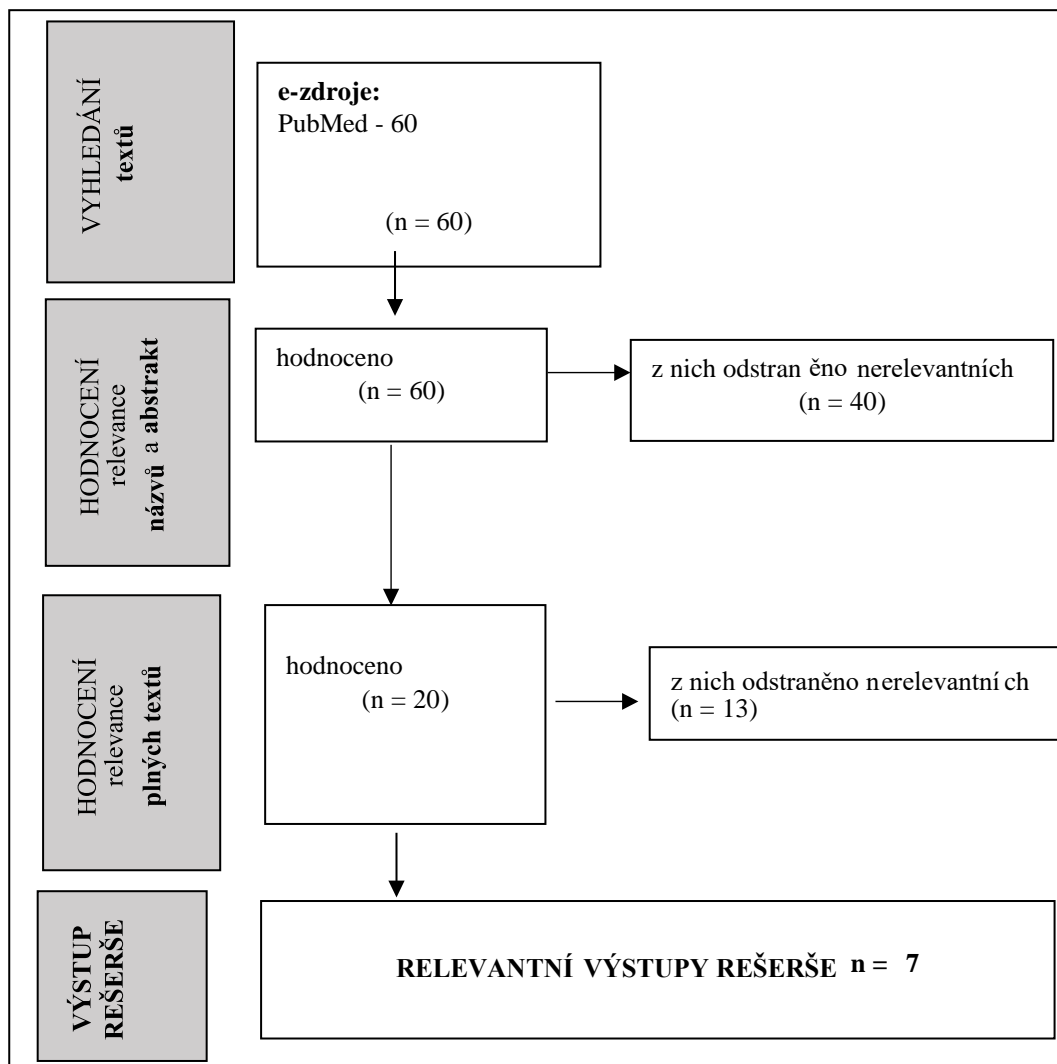 VYHLEDÁNÍ
textů
e-zdroje:
PubMed - 60
(n = 60)
HODNOCENÍ
relevance
názvů a abstrakt
hodnoceno
(n = 60)
z nich odstran ěno nerelevantních
(n = 40)
HODNOCENÍ
relevance
plných textů
hodnoceno
(n = 20)
z nich odstraněno nerelevantní ch
(n = 13)
VÝSTUP
REŠERŠE
RELEVANTNÍ VÝSTUPY REŠERŠE n = 7